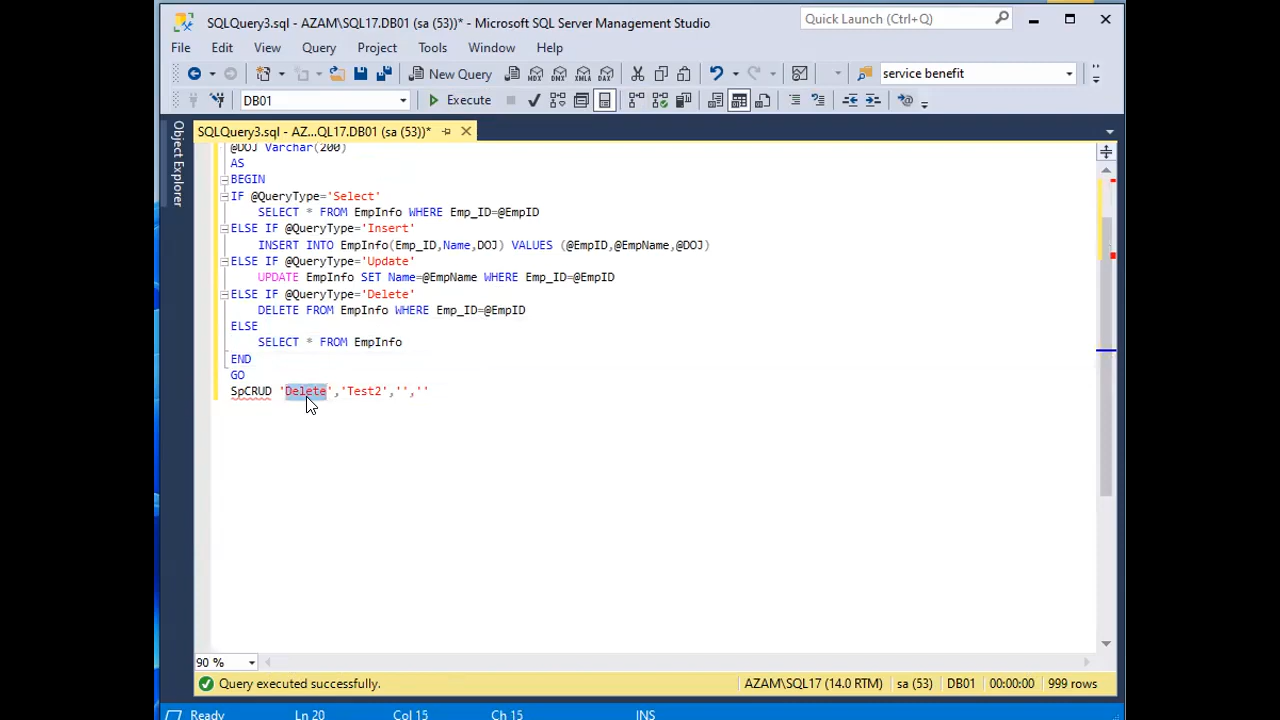 SQLQuery3.sql - AZAM\SQL17.DB01 (sa (53))* - Microsoft SQL Server Management Studio
Quick Launch (Ctrl+Q)
File Edit View Query Project Tools Window Help
New Query MDX DMX XMLA DAX service benefit
DB01 Execute
Object Explorer
SQLQuery3.sql - AZ...QL17.DB01 (sa (53))*
@DOJ Varchar(200)
AS
BEGIN
IF @QueryType='Select'
SELECT * FROM EmpInfo WHERE Emp_ID=@EmpID
ELSE IF @QueryType='Insert'
INSERT INTO EmpInfo(Emp_ID,Name,DOJ) VALUES (@EmpID,@EmpName,@DOJ)
ELSE IF @QueryType='Update'
UPDATE EmpInfo SET Name=@EmpName WHERE Emp_ID=@EmpID
ELSE IF @QueryType='Delete'
DELETE FROM EmpInfo WHERE Emp_ID=@EmpID
ELSE
SELECT * FROM EmpInfo
END
GO
SpCRUD 'Delete','Test2','',''
90 %
Query executed successfully. AZAM\SQL17 (14.0 RTM) sa (53) DB01 00:00:00 999 rows
Ready Ln 20 Col 15 Ch 15 INS